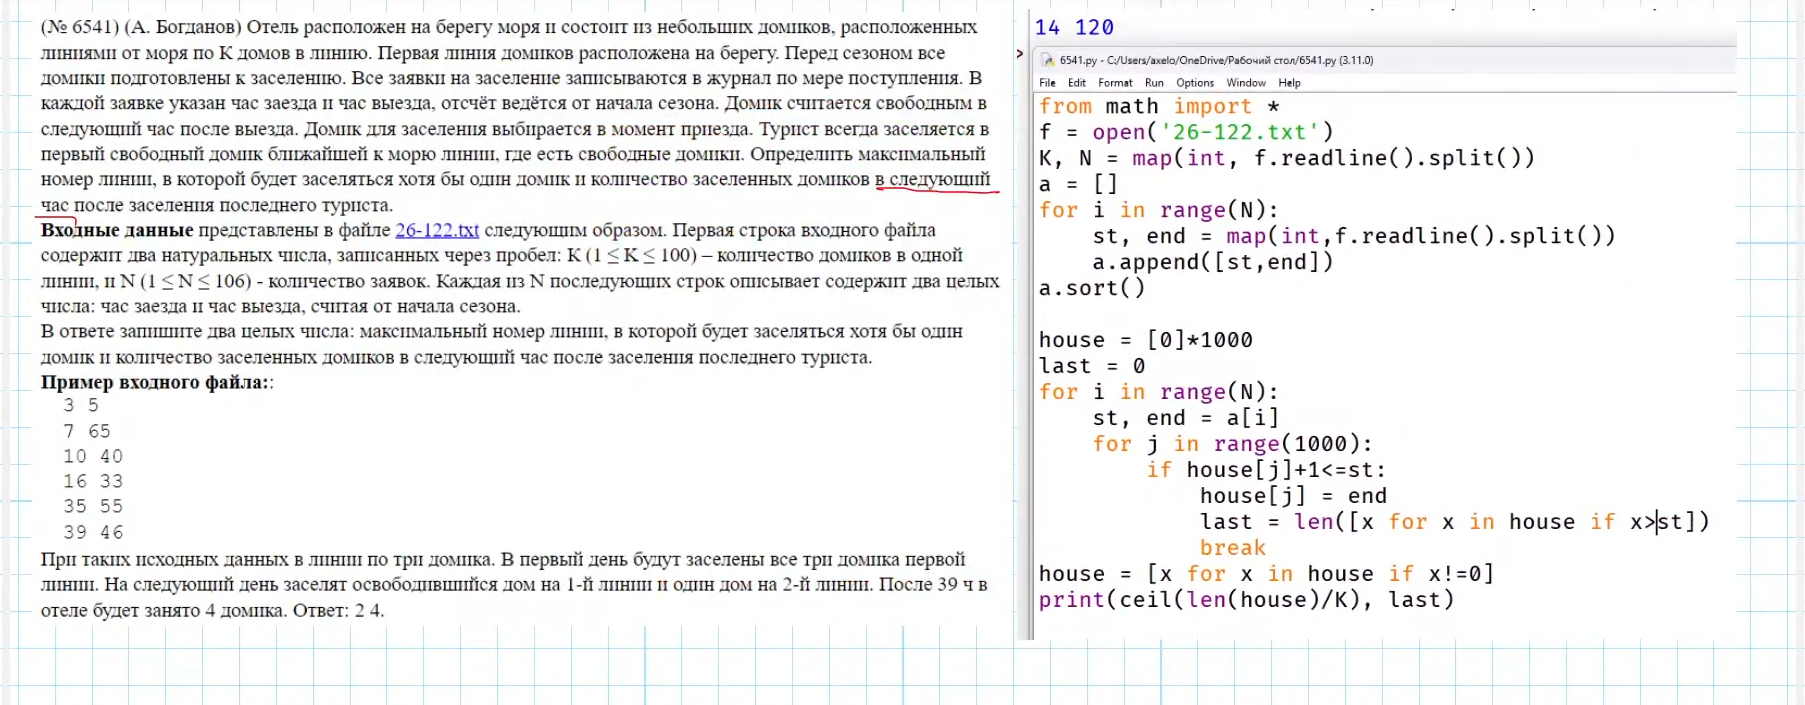 (№ 6541) (А. Богданов) Отель расположен на берегу моря и состоит из небольших домиков, расположенных
линиями от моря по К домов в линию. Первая линия домиков расположена на берегу. Перед сезоном все
домики подготовлены к заселению. Все заявки на заселение записываются в журнал по мере поступления. В
каждой заявке указан час заезда и час выезда, отсчёт ведётся от начала сезона. Домик считается свободным в
следующий час после выезда. Домик для заселения выбирается в момент приезда. Турист всегда заселяется в
первый свободный домик ближайшей к морю линии, где есть свободные домики. Определить максимальный
номер линии, в которой будет заселяться хотя бы один домик и количество заселенных домиков в следующий
час после заселения последнего туриста.
Входные данные представлены в файле 26-122.txt следующим образом. Первая строка входного файла
содержит два натуральных числа, записанных через пробел: K (1 ≤ K ≤ 100) – количество домиков в одной
линии, и N (1 ≤ N ≤ 106) - количество заявок. Каждая из N последующих строк описывает содержит два целых
числа: час заезда и час выезда, считая от начала сезона.
В ответе запишите два целых числа: максимальный номер линии, в которой будет заселяться хотя бы один
домик и количество заселенных домиков в следующий час после заселения последнего туриста.
Пример входного файла::
3 5
7 65
10 40
16 33
35 55
39 46
При таких исходных данных в линии по три домика. В первый день будут заселены все три домика первой
линии. На следующий день заселят освободившийся дом на 1-й линии и один дом на 2-й линии. После 39 ч в
отеле будет занято 4 домика. Ответ: 2 4.
14 120
>
6541.py - C:/Users/axelo/OneDrive/Рабочий стол/6541.py (3.11.0)
File Edit Format Run Options Window Help
from math import *
f = open('26-122.txt')
K, N = map(int, f.readline().split())
a = []
for i in range(N):
    st, end = map(int,f.readline().split())
    a.append([st,end])
a.sort()
house = [0]*1000
last = 0
for i in range(N):
    st, end = a[i]
    for j in range(1000):
        if house[j]+1<=st:
            house[j] = end
            last = len([x for x in house if x>st])
            break
house = [x for x in house if x!=0]
print(ceil(len(house)/K), last)